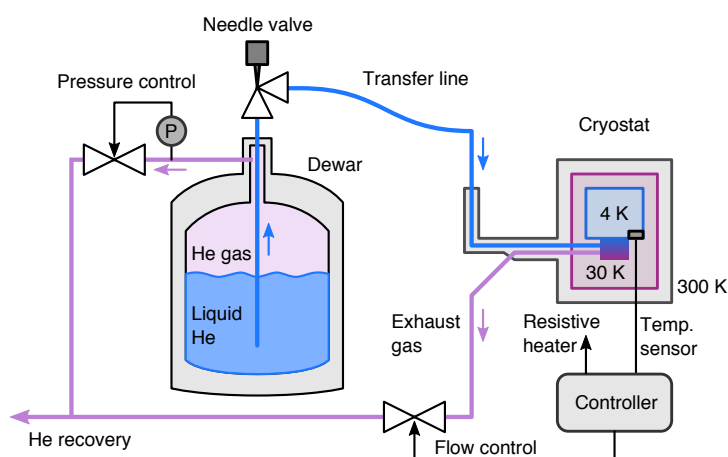 Needle valve
Pressure control
Transfer line
P
Cryostat
Dewar
4 K
He gas
30 K
300 K
Liquid
He
Exhaust
gas
Resistive
heater
Temp.
sensor
Controller
He recovery
Flow control